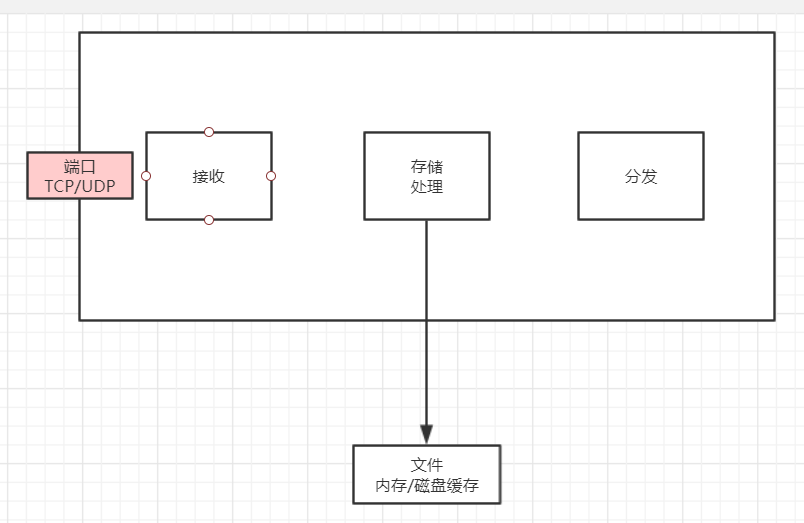 端口
TCP/UDP
接收
存储
处理
分发
文件
内存/磁盘缓存